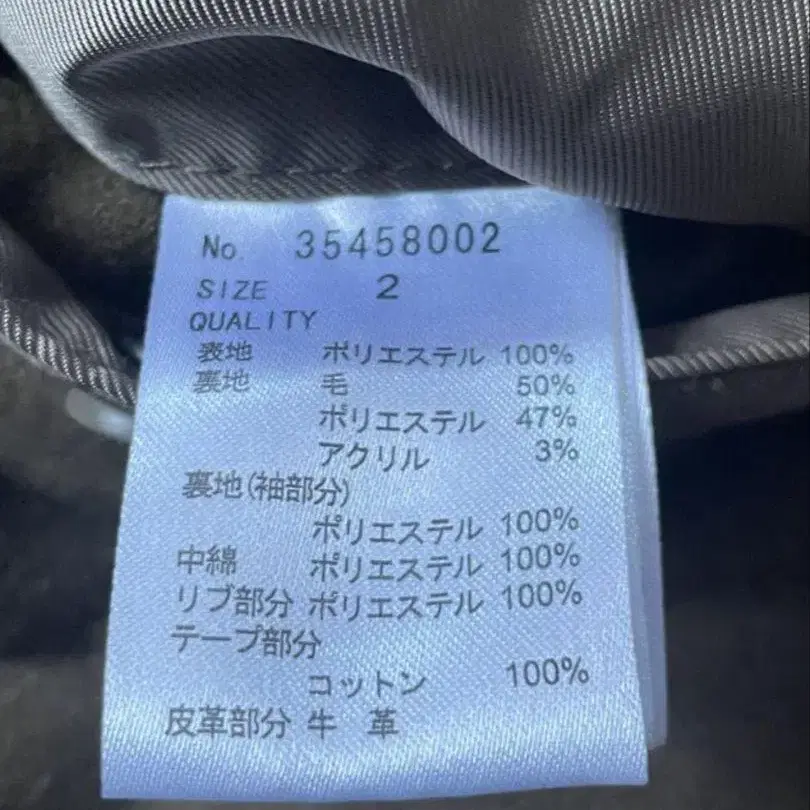 No. 35458002
SIZE 2
QUALITY
表地 ポリエステル 100%
裏地 毛 50%
ポリエステル 47%
アクリル 3%
裏地(袖部分)
ポリエステル 100%
中綿 ポリエステル 100%
リブ部分 ポリエステル 100%
テープ部分
コットン 100%
皮革部分 牛 革